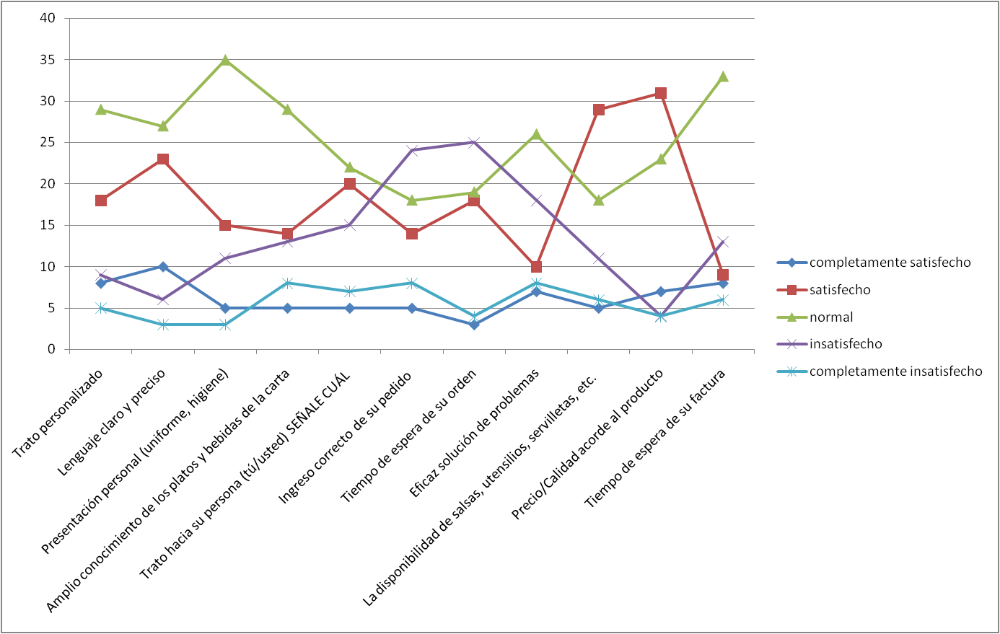 40
35
30
25
20
15
10
5
0
Trato personalizado
Lenguaje claro y preciso
Presentación personal (uniforme, higiene)
Amplio conocimiento de los platos y bebidas de la carta
Trato hacia su persona (tú/usted) SEÑALE CUÁL
Ingreso correcto de su pedido
Tiempo de espera de su orden
Eficaz solución de problemas
La disponibilidad de salsas, utensilios, servilletas, etc.
Precio/Calidad acorde al producto
Tiempo de espera de su factura
completamente satisfecho
satisfecho
normal
insatisfecho
completamente insatisfecho